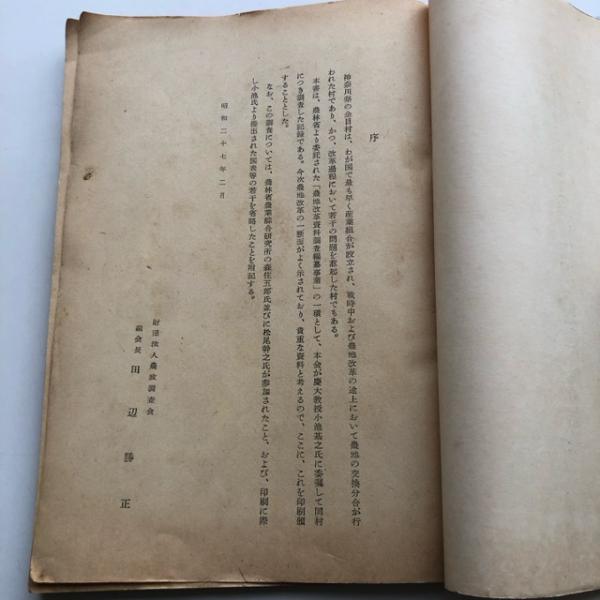 序
神奈川県の金目村は、わが国で最も早く産業組合が設立され、戦時中および農地改革の途上において農地の交換分合が行
われた村であり、かつ、改革過程において若干の問題を惹起した村でもある。
本書は、農林省より委託された「農地改革資料調査編纂事業」の一環として、本会が慶大教授小池基之氏に委嘱して同村
につき調査した記録である。今次農地改革の一断面がよく示されており、貴重な資料と考えるので、ここに、これを印刷頒
することとした。
なお、この調査については、農林省農業綜合研究所の森住五郎氏並びに松尾幹之氏が参加されたこと、および、印刷に際
し小池氏より提出された図表等の若干を省略したことを附記する。
昭和二十七年二月
財団法人農政調査会
副会長 田辺勝正